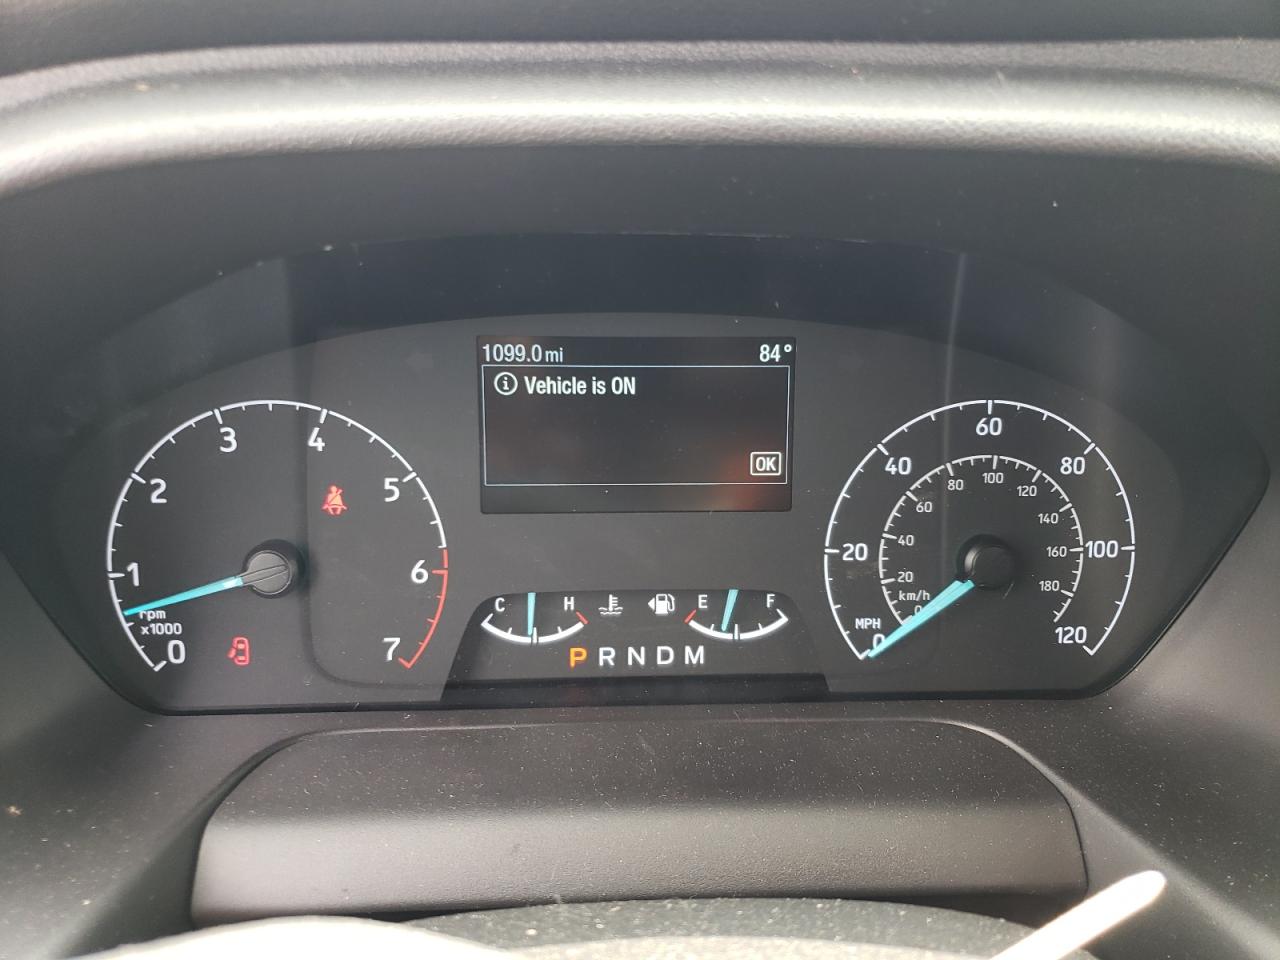 1099.0 mi 84°
Vehicle is ON
OK
0 1 2 3 4 5 6 7
rpm
x1000
C H
E F
P R N D M
0 20 40 60 80 100 120
MPH
0 20 40 60 80 100 120 140 160 180
km/h